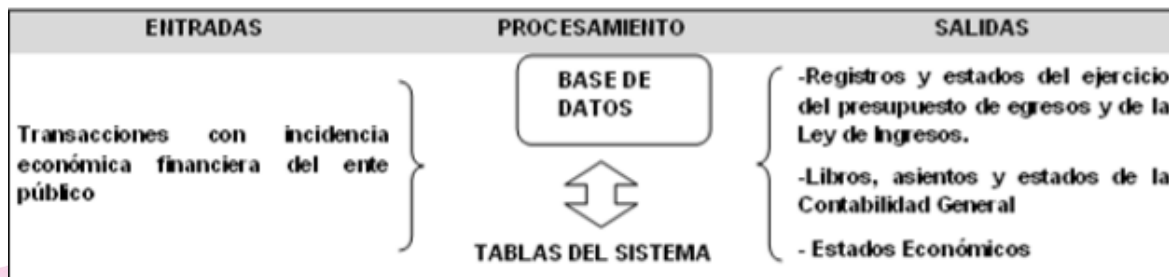 ENTRADAS PROCESAMIENTO SALIDAS
Transacciones con incidencia
económica financiera del ente
público
BASE DE
DATOS
TABLAS DEL SISTEMA
-Registros y estados del ejercicio
del presupuesto de egresos y de la
Ley de Ingresos.
-Libros, asientos y estados de la
Contabilidad General
- Estados Económicos